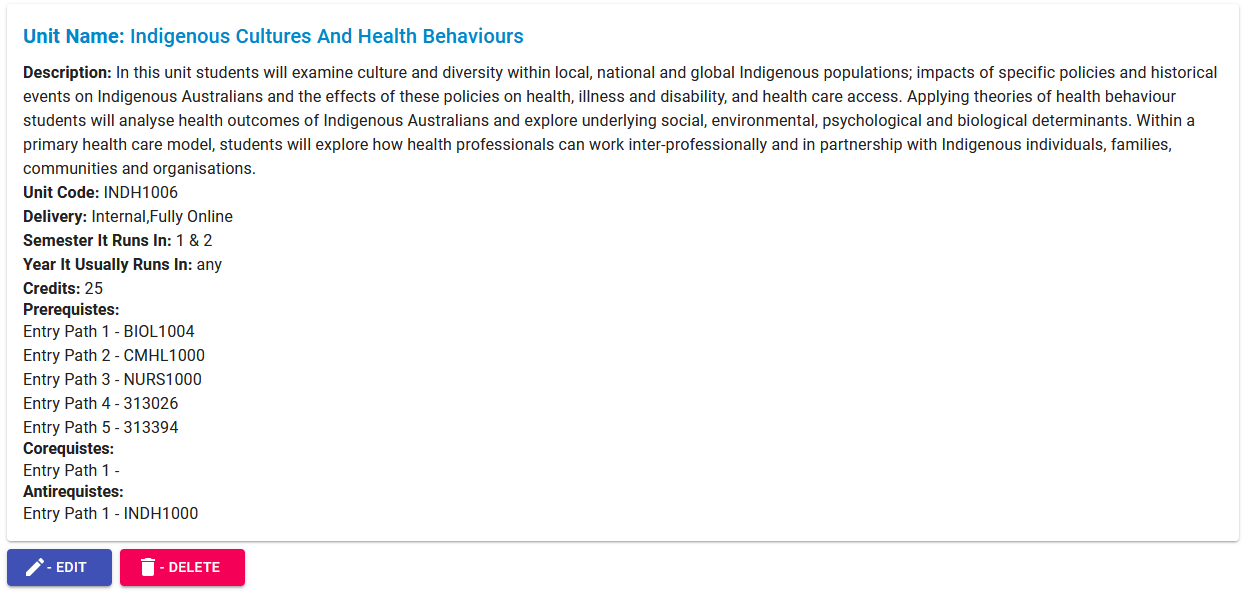 Unit Name: Indigenous Cultures And Health Behaviours
Description: In this unit students will examine culture and diversity within local, national and global Indigenous populations; impacts of specific policies and historical
events on Indigenous Australians and the effects of these policies on health, illness and disability, and health care access. Applying theories of health behaviour
students will analyse health outcomes of Indigenous Australians and explore underlying social, environmental, psychological and biological determinants. Within a
primary health care model, students will explore how health professionals can work inter-professionally and in partnership with Indigenous individuals, families,
communities and organisations.
Unit Code: INDH1006
Delivery: Internal,Fully Online
Semester It Runs In: 1 & 2
Year It Usually Runs In: any
Credits: 25
Prerequistes:
Entry Path 1 - BIOL1004
Entry Path 2 - CMHL1000
Entry Path 3 - NURS1000
Entry Path 4 - 313026
Entry Path 5 - 313394
Corequistes:
Entry Path 1 -
Antirequistes:
Entry Path 1 - INDH1000
- EDIT - DELETE